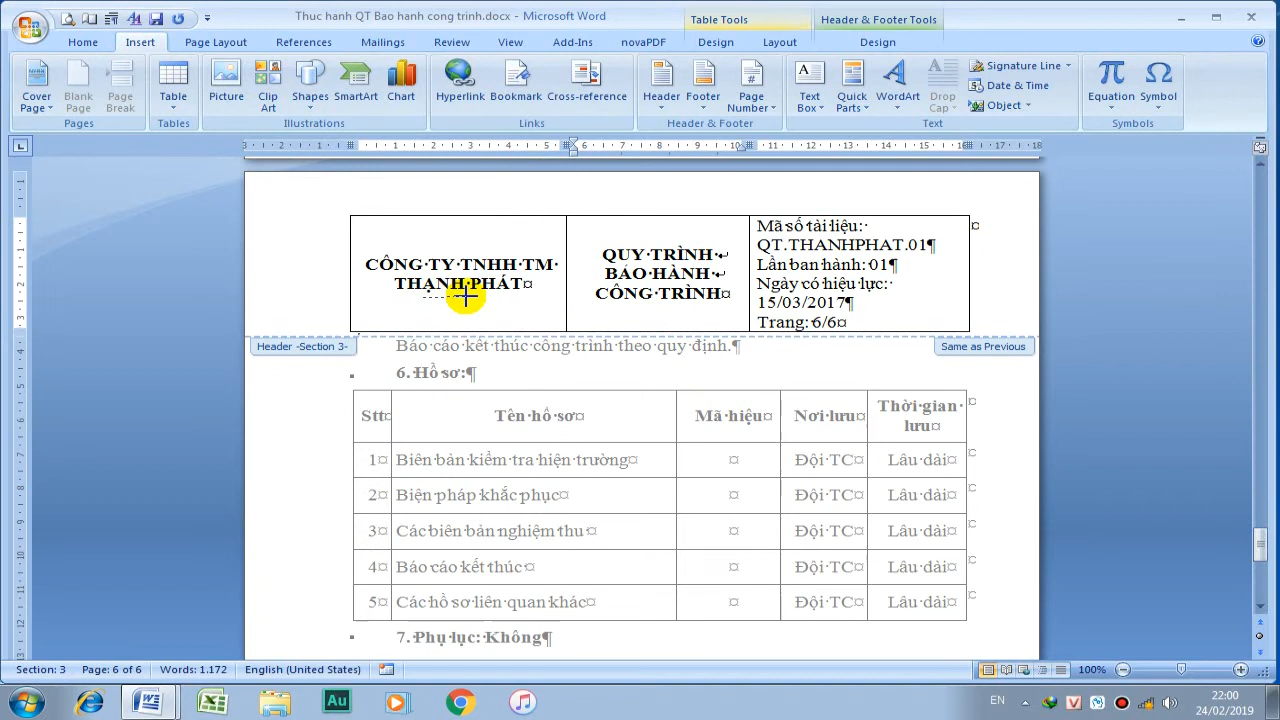 Thuc hanh QT Bao hanh cong trinh.docx - Microsoft Word
Table Tools
Header & Footer Tools
Home
Insert
Page Layout
References
Mailings
Review
View
Add-Ins
novaPDF
Design
Layout
Design
Cover Page
Blank Page
Page Break
Table
Picture
Clip Art
Shapes
SmartArt
Chart
Hyperlink
Bookmark
Cross-reference
Header
Footer
Page Number
Text Box
Quick Parts
WordArt
Drop Cap
Signature Line
Date & Time
Object
Equation
Symbol
Pages
Tables
Illustrations
Links
Header & Footer
Text
Symbols
CÔNG TY TNHH TM
THẠNH PHÁT
QUY TRÌNH
BẢO HÀNH
CÔNG TRÌNH
Mã số tài liệu:
QT.THANHPHAT.01
Lần ban hành: 01
Ngày có hiệu lực:
15/03/2017
Trang: 6/6
Header -Section 3-
Same as Previous
Báo cáo kết thúc công trình theo quy định.
6. Hồ sơ:
Stt Tên hồ sơ Mã hiệu Nơi lưu Thời gian lưu
1 Biên bản kiểm tra hiện trường Đội TC Lâu dài
2 Biện pháp khắc phục Đội TC Lâu dài
3 Các biên bản nghiệm thu Đội TC Lâu dài
4 Báo cáo kết thúc Đội TC Lâu dài
5 Các hồ sơ liên quan khác Đội TC Lâu dài
7. Phụ lục: Không
Section: 3
Page: 6 of 6
Words: 1.172
English (United States)
100%
EN
22:00
24/02/2019